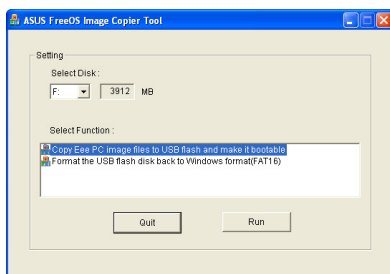 ASUS FreeOS Image Copier Tool
Setting
Select Disk :
F: 3912 MB
Select Function :
Copy Eee PC image files to USB flash and make it bootable
Format the USB flash disk back to Windows format(FAT16)
Quit Run